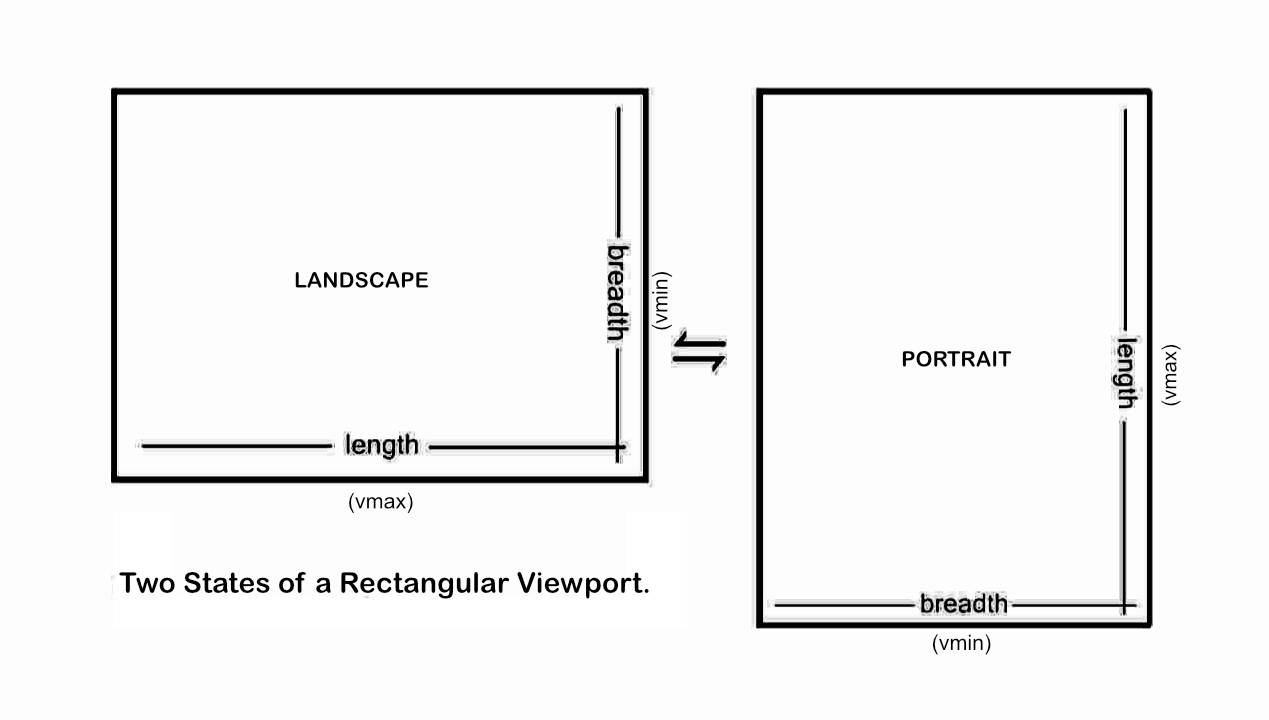 LANDSCAPE
breadth
(vmin)
length
(vmax)
PORTRAIT
length
(vmax)
breadth
(vmin)
Two States of a Rectangular Viewport.